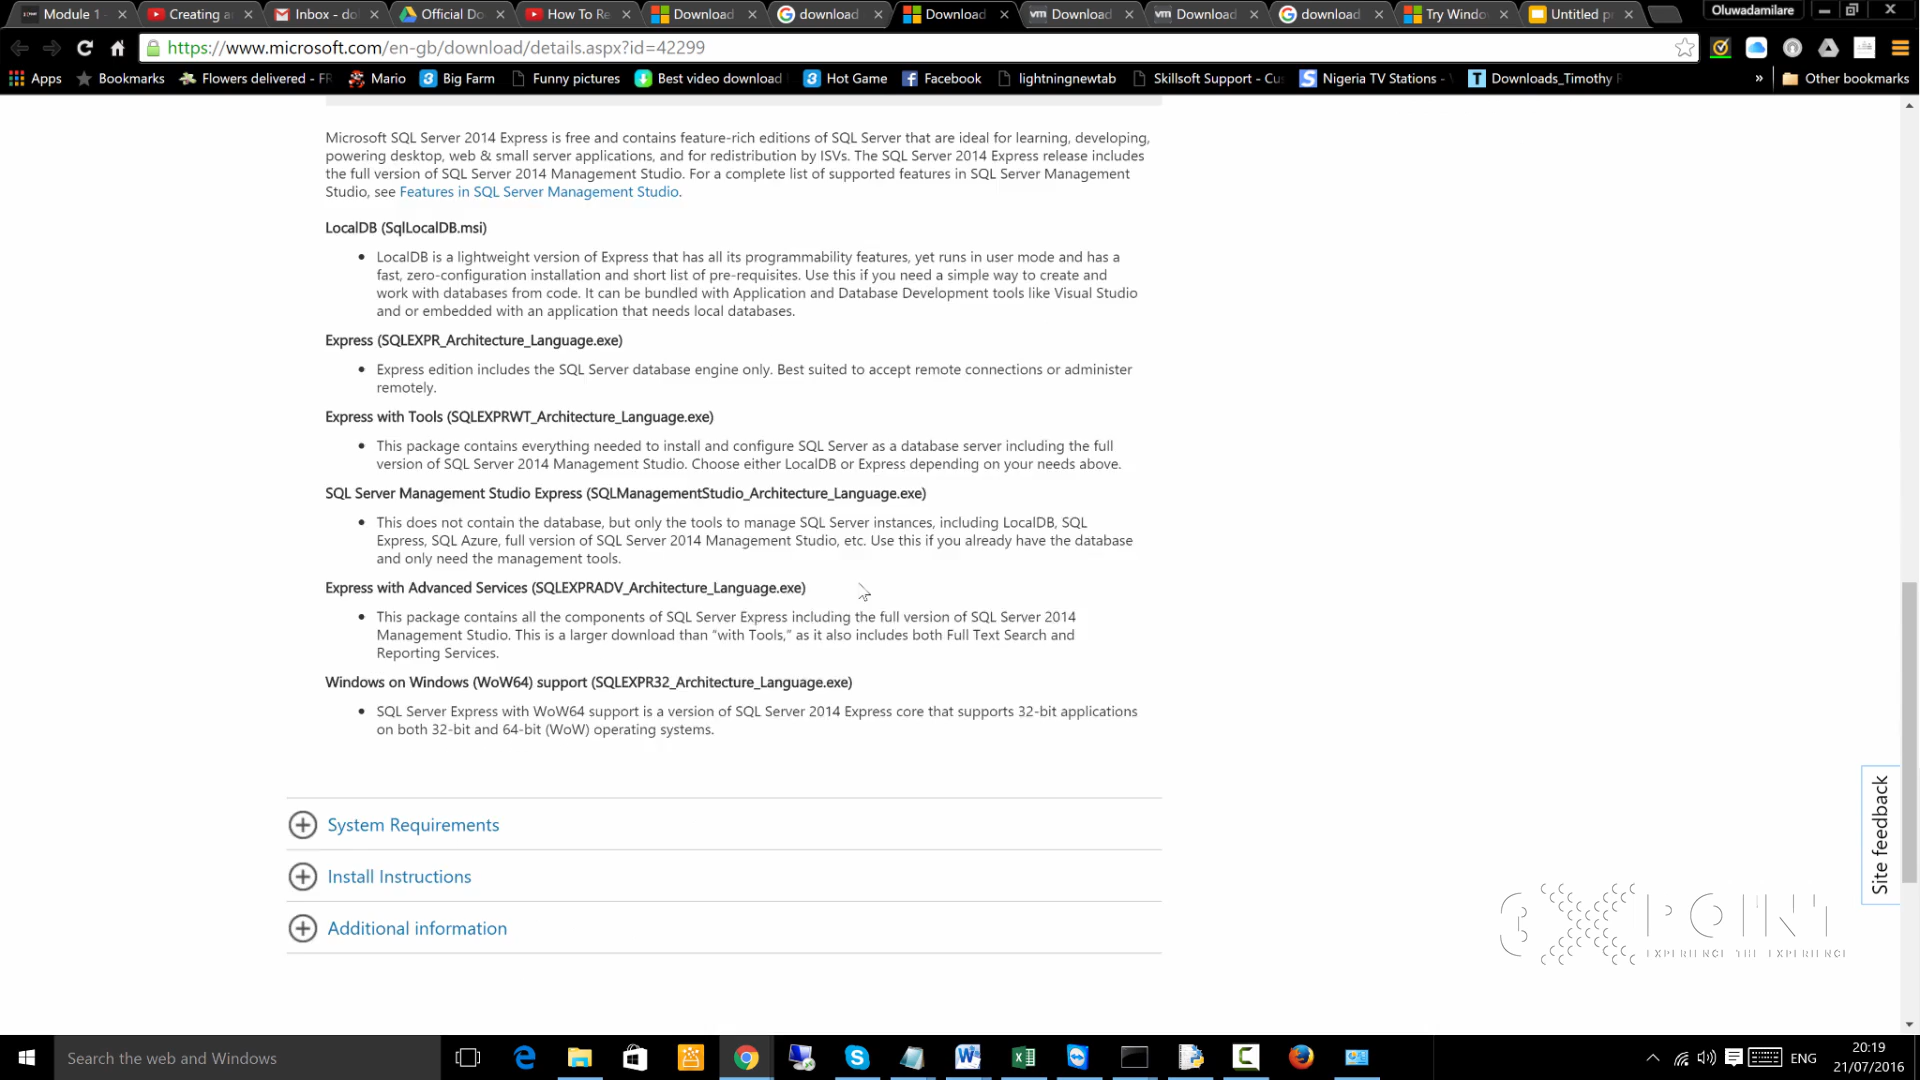 Module 1
Creating a
Inbox - do
Official Do
How To Re
Download
download
Download
Download
Download
download
Try Windo
Untitled p
Oluwadamilare
https://www.microsoft.com/en-gb/download/details.aspx?id=42299
Apps
Bookmarks
Flowers delivered - FR
Mario
Big Farm
Funny pictures
Best video download
Hot Game
Facebook
lightningnewtab
Skillsoft Support - Cus
Nigeria TV Stations -
Downloads_Timothy
»
Other bookmarks
Microsoft SQL Server 2014 Express is free and contains feature-rich editions of SQL Server that are ideal for learning, developing,
powering desktop, web & small server applications, and for redistribution by ISVs. The SQL Server 2014 Express release includes
the full version of SQL Server 2014 Management Studio. For a complete list of supported features in SQL Server Management
Studio, see Features in SQL Server Management Studio.
LocalDB (SqlLocalDB.msi)
• LocalDB is a lightweight version of Express that has all its programmability features, yet runs in user mode and has a
fast, zero-configuration installation and short list of pre-requisites. Use this if you need a simple way to create and
work with databases from code. It can be bundled with Application and Database Development tools like Visual Studio
and or embedded with an application that needs local databases.
Express (SQLEXPR_Architecture_Language.exe)
• Express edition includes the SQL Server database engine only. Best suited to accept remote connections or administer
remotely.
Express with Tools (SQLEXPRWT_Architecture_Language.exe)
• This package contains everything needed to install and configure SQL Server as a database server including the full
version of SQL Server 2014 Management Studio. Choose either LocalDB or Express depending on your needs above.
SQL Server Management Studio Express (SQLManagementStudio_Architecture_Language.exe)
• This does not contain the database, but only the tools to manage SQL Server instances, including LocalDB, SQL
Express, SQL Azure, full version of SQL Server 2014 Management Studio, etc. Use this if you already have the database
and only need the management tools.
Express with Advanced Services (SQLEXPRADV_Architecture_Language.exe)
• This package contains all the components of SQL Server Express including the full version of SQL Server 2014
Management Studio. This is a larger download than “with Tools,” as it also includes both Full Text Search and
Reporting Services.
Windows on Windows (WoW64) support (SQLEXPR32_Architecture_Language.exe)
• SQL Server Express with WoW64 support is a version of SQL Server 2014 Express core that supports 32-bit applications
on both 32-bit and 64-bit (WoW) operating systems.
System Requirements
Install Instructions
Additional information
Site feedback
3XPOINT
EXPERIENCE THE EXPERIENCE
Search the web and Windows
ENG
20:19
21/07/2016